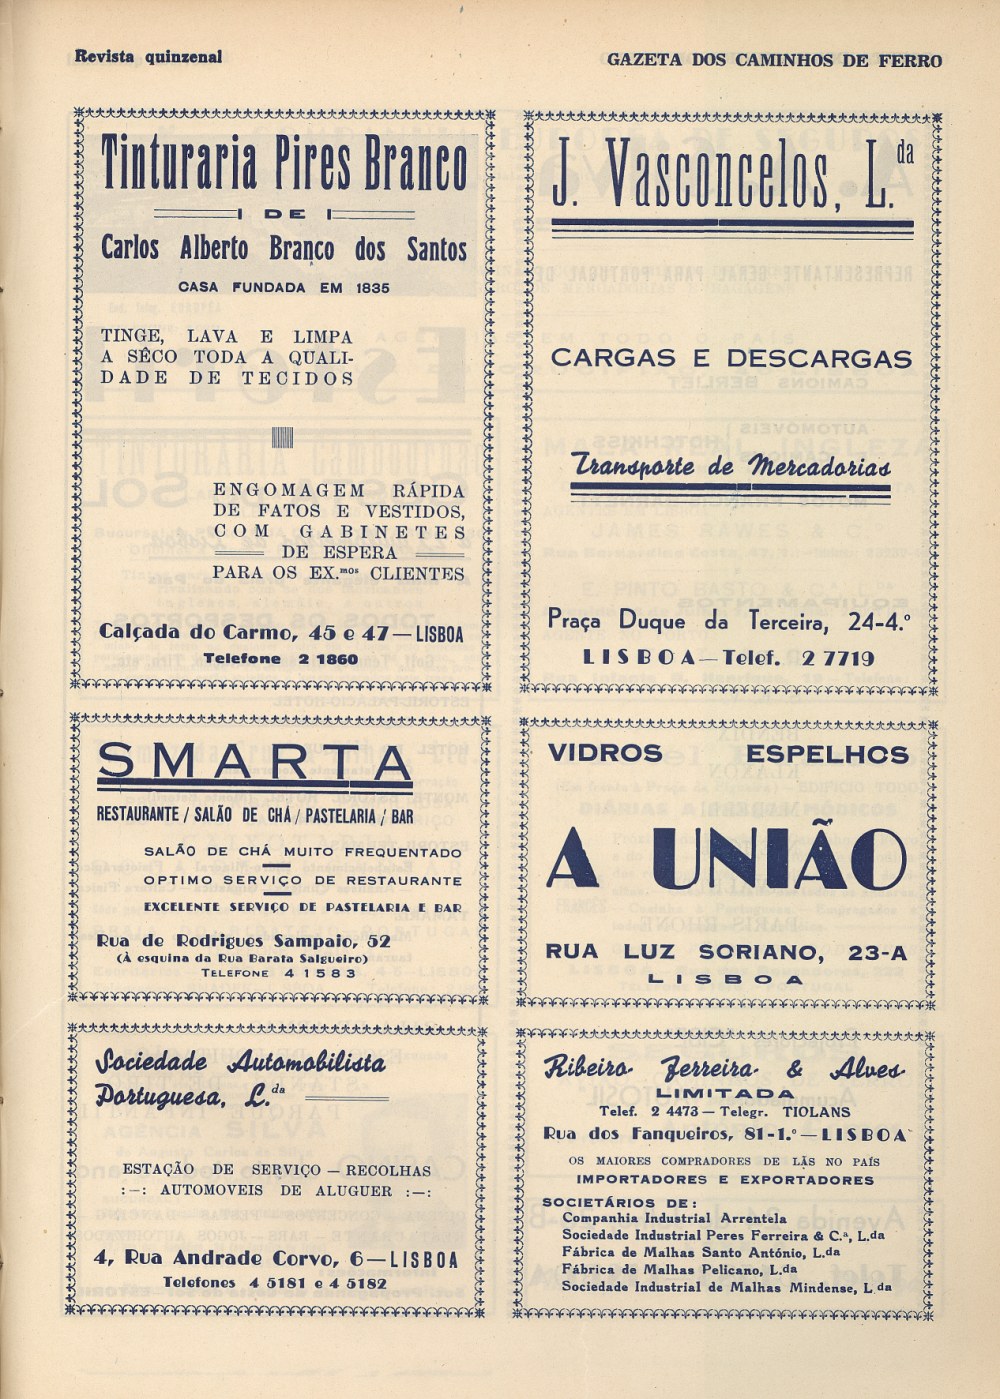 Revista quinzenal
GAZETA DOS CAMINHOS DE FERRO
Tinturaria Pires Branco
DE
Carlos Alberto Branco dos Santos
CASA FUNDADA EM 1835
TINGE, LAVA E LIMPA
A SÊCO TODA A QUALI-
DADE DE TECIDOS
ENGOMAGEM RÁPIDA
DE FATOS E VESTIDOS,
COM GABINETES
DE ESPERA
PARA OS EX.mos CLIENTES
Calçada do Carmo, 45 e 47 — LISBOA
Telefone 2 1860
J. Vasconcelos, L.da
CARGAS E DESCARGAS
Transporte de Mercadorias
Praça Duque da Terceira, 24-4.º
LISBOA — Telef. 2 7719
SMARTA
RESTAURANTE / SALÃO DE CHÁ / PASTELARIA / BAR
SALÃO DE CHÁ MUITO FREQUENTADO
OPTIMO SERVIÇO DE RESTAURANTE
EXCELENTE SERVIÇO DE PASTELARIA E BAR
Rua de Rodrigues Sampaio, 52
(À esquina da Rua Barata Salgueiro)
TELEFONE 4 1583
VIDROS ESPELHOS
A UNIÃO
RUA LUZ SORIANO, 23-A
LISBOA
Sociedade Automobilista
Portuguesa, L.da
ESTAÇÃO DE SERVIÇO — RECOLHAS
:—: AUTOMOVEIS DE ALUGUER :—:
4, Rua Andrade Corvo, 6 — LISBOA
Telefones 4 5181 e 4 5182
Ribeiro Ferreira & Alves
LIMITADA
Telef. 2 4473 — Telegr. TIOLANS
Rua dos Fanqueiros, 81-1.º — LISBOA
OS MAIORES COMPRADORES DE LÃS NO PAÍS
IMPORTADORES E EXPORTADORES
SOCIETÁRIOS DE:
Companhia Industrial Arrentela
Sociedade Industrial Peres Ferreira & C.ª, L.da
Fábrica de Malhas Santo António, L.da
Fábrica de Malhas Pelicano, L.da
Sociedade Industrial de Malhas Mindense, L.da